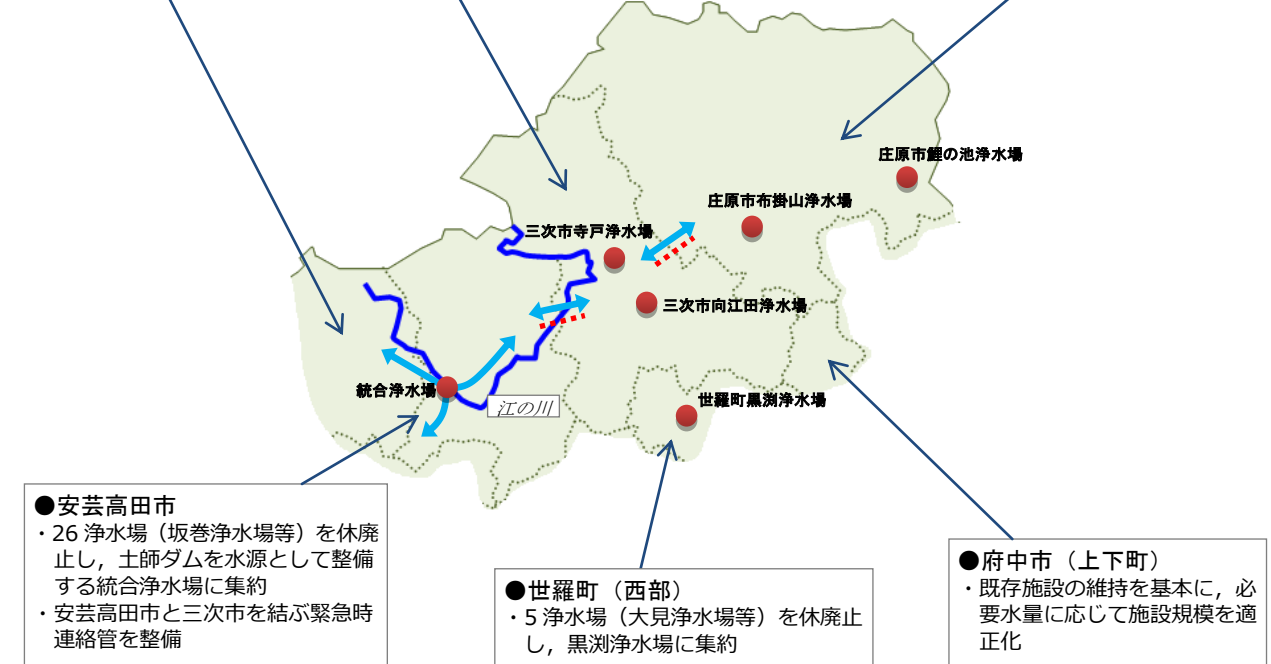 庄原市鯉の池浄水場
庄原市布掛山浄水場
三次市寺戸浄水場
三次市向江田浄水場
統合浄水場
江の川
世羅町黒渕浄水場
●安芸高田市
・26 浄水場（坂巻浄水場等）を休廃
止し，土師ダムを水源として整備
する統合浄水場に集約
・安芸高田市と三次市を結ぶ緊急時
連絡管を整備
●世羅町（西部）
・5 浄水場（大見浄水場等）を休廃止
し，黒渕浄水場に集約
●府中市（上下町）
・既存施設の維持を基本に，必
要水量に応じて施設規模を適
正化